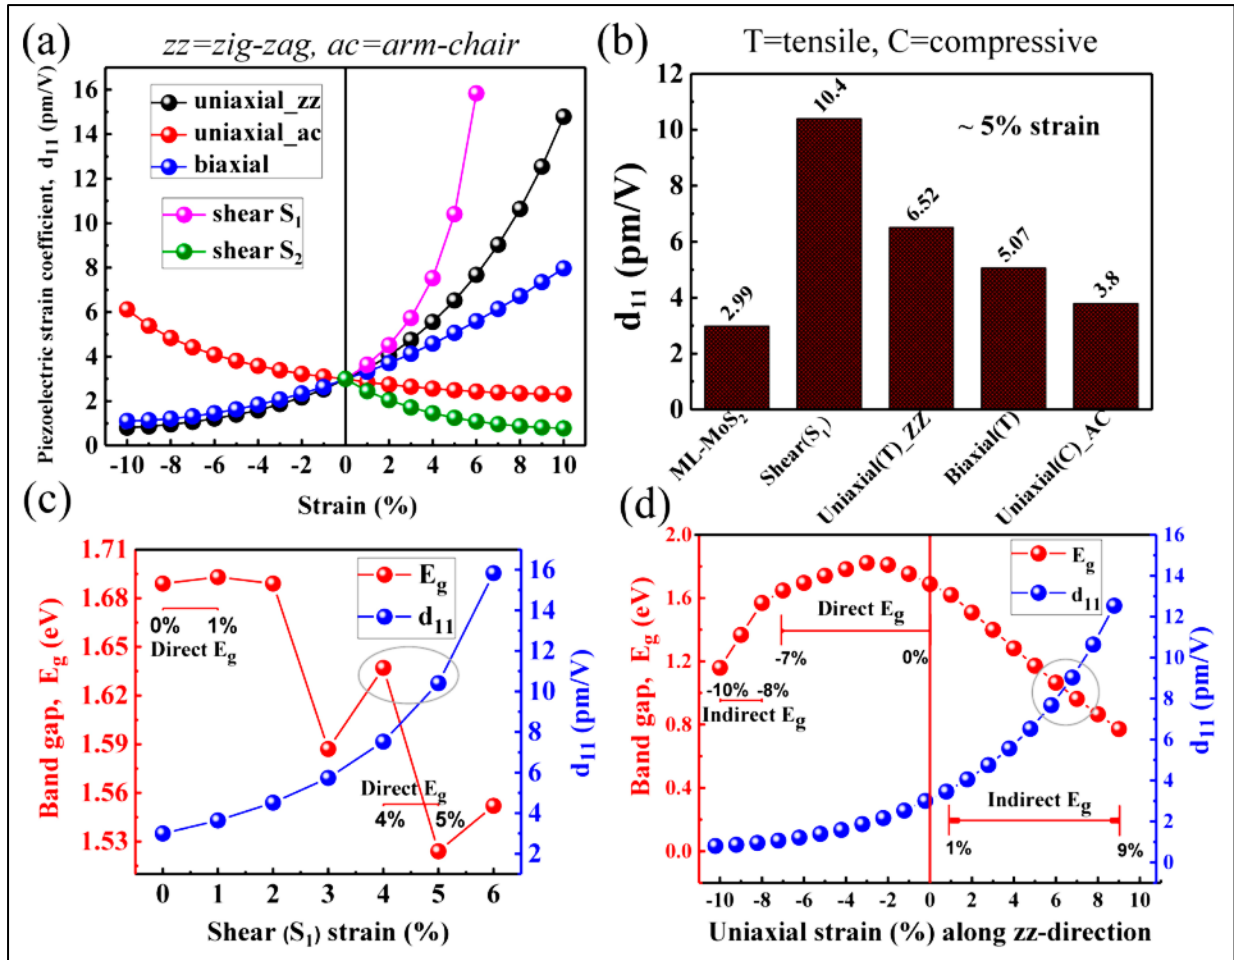 (a)
zz=zig-zag, ac=arm-chair
Piezoelectric strain coefficient, d11 (pm/V)
16
14
12
10
8
6
4
2
0
uniaxial_zz
uniaxial_ac
biaxial
shear S1
shear S2
-10 -8 -6 -4 -2 0 2 4 6 8 10
Strain (%)
(b)
T=tensile, C=compressive
d11 (pm/V)
12
10
8
6
4
2
0
~ 5% strain
2.99
10.4
6.52
5.07
3.8
ML-MoS2
Shear(S1)
Uniaxial(T)_ZZ
Biaxial(T)
Uniaxial(C)_AC
(c)
Band gap, Eg (eV)
1.71
1.68
1.65
1.62
1.59
1.56
1.53
Eg
d11
0% 1%
Direct Eg
Direct Eg
4% 5%
16
14
12
10
8
6
4
2
d11 (pm/V)
0 1 2 3 4 5 6
Shear (S1) strain (%)
(d)
Band gap, Eg (eV)
2.0
1.6
1.2
0.8
0.4
0.0
Eg
d11
Direct Eg
-7% 0%
-10% -8%
Indirect Eg
Indirect Eg
1% 9%
16
14
12
10
8
6
4
2
0
d11 (pm/V)
-10 -8 -6 -4 -2 0 2 4 6 8 10
Uniaxial strain (%) along zz-direction